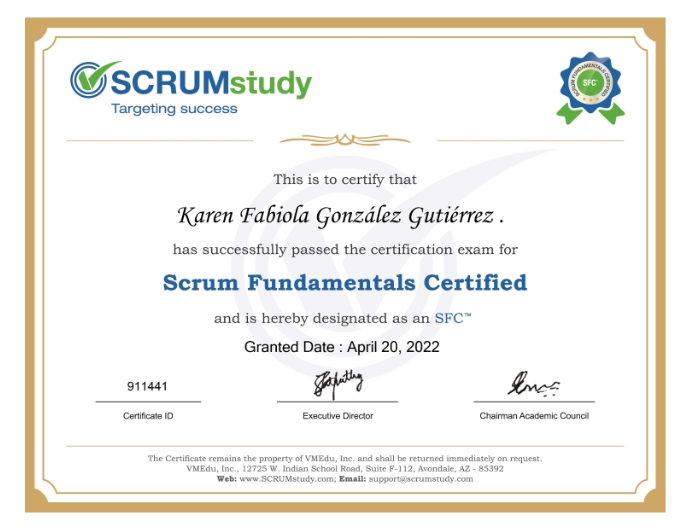 SCRUMstudy
Targeting success
SCRUM FUNDAMENTALS CERTIFIED
SFC™
This is to certify that
Karen Fabiola González Gutiérrez .
has successfully passed the certification exam for
Scrum Fundamentals Certified
and is hereby designated as an SFC™
Granted Date : April 20, 2022
911441
Certificate ID
Executive Director
Chairman Academic Council
The Certificate remains the property of VMEdu, Inc. and shall be returned immediately on request.
VMEdu, Inc., 12725 W. Indian School Road, Suite F-112, Avondale, AZ - 85392
Web: www.SCRUMstudy.com; Email: support@scrumstudy.com